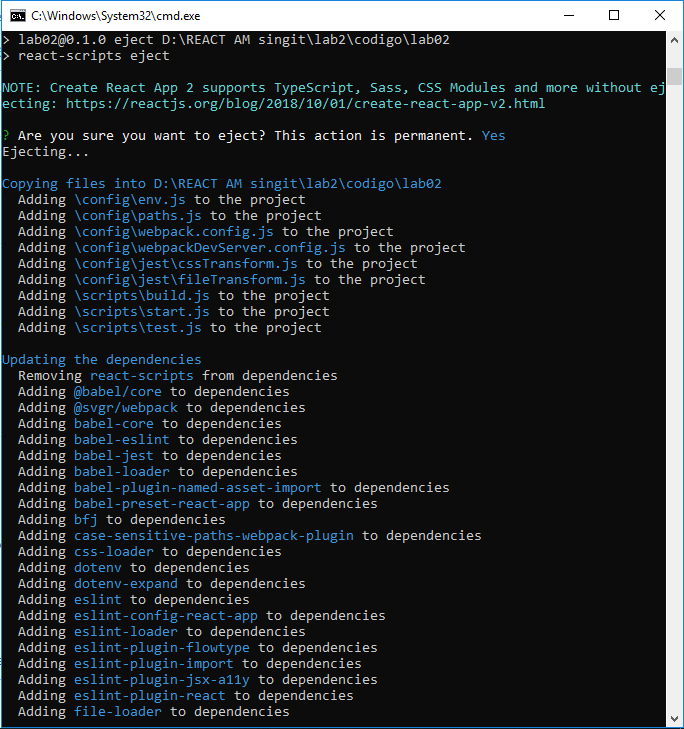 C:\Windows\System32\cmd.exe
> lab02@0.1.0 eject D:\REACT AM singit\lab2\codigo\lab02
> react-scripts eject
NOTE: Create React App 2 supports TypeScript, Sass, CSS Modules and more without ej
ecting: https://reactjs.org/blog/2018/10/01/create-react-app-v2.html
? Are you sure you want to eject? This action is permanent. Yes
Ejecting...
Copying files into D:\REACT AM singit\lab2\codigo\lab02
Adding \config\env.js to the project
Adding \config\paths.js to the project
Adding \config\webpack.config.js to the project
Adding \config\webpackDevServer.config.js to the project
Adding \config\jest\cssTransform.js to the project
Adding \config\jest\fileTransform.js to the project
Adding \scripts\build.js to the project
Adding \scripts\start.js to the project
Adding \scripts\test.js to the project
Updating the dependencies
Removing react-scripts from dependencies
Adding @babel/core to dependencies
Adding @svgr/webpack to dependencies
Adding babel-core to dependencies
Adding babel-eslint to dependencies
Adding babel-jest to dependencies
Adding babel-loader to dependencies
Adding babel-plugin-named-asset-import to dependencies
Adding babel-preset-react-app to dependencies
Adding bfj to dependencies
Adding case-sensitive-paths-webpack-plugin to dependencies
Adding css-loader to dependencies
Adding dotenv to dependencies
Adding dotenv-expand to dependencies
Adding eslint to dependencies
Adding eslint-config-react-app to dependencies
Adding eslint-loader to dependencies
Adding eslint-plugin-flowtype to dependencies
Adding eslint-plugin-import to dependencies
Adding eslint-plugin-jsx-a11y to dependencies
Adding eslint-plugin-react to dependencies
Adding file-loader to dependencies